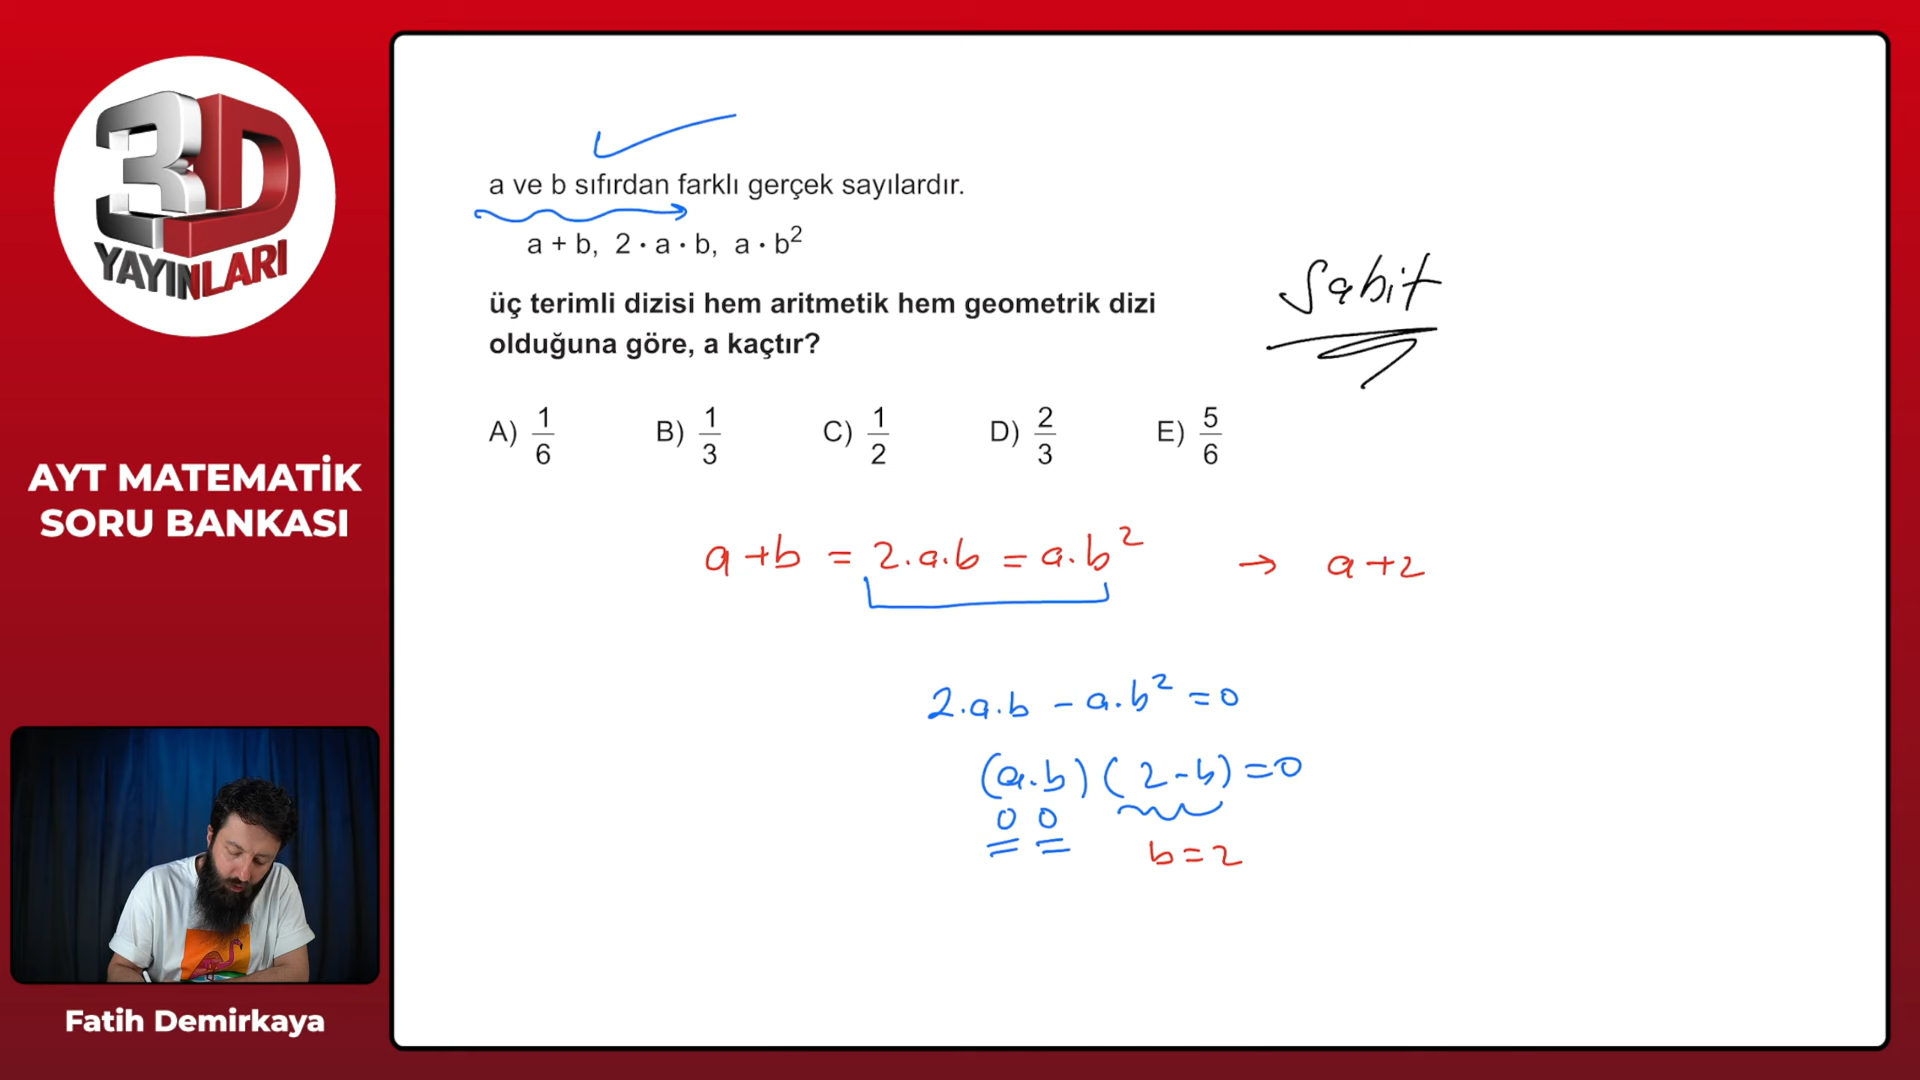 3D
YAYINLARI
AYT MATEMATİK
SORU BANKASI
Fatih Demirkaya
a ve b sıfırdan farklı gerçek sayılardır.
a + b, 2 · a · b, a · b²
üç terimli dizisi hem aritmetik hem geometrik dizi
olduğuna göre, a kaçtır?
A) 1/6 B) 1/3 C) 1/2 D) 2/3 E) 5/6
Sabit
a+b = 2.a.b = a.b² → a+2
2.a.b - a.b² = 0
(a.b) (2-b) = 0
0 0
b=2